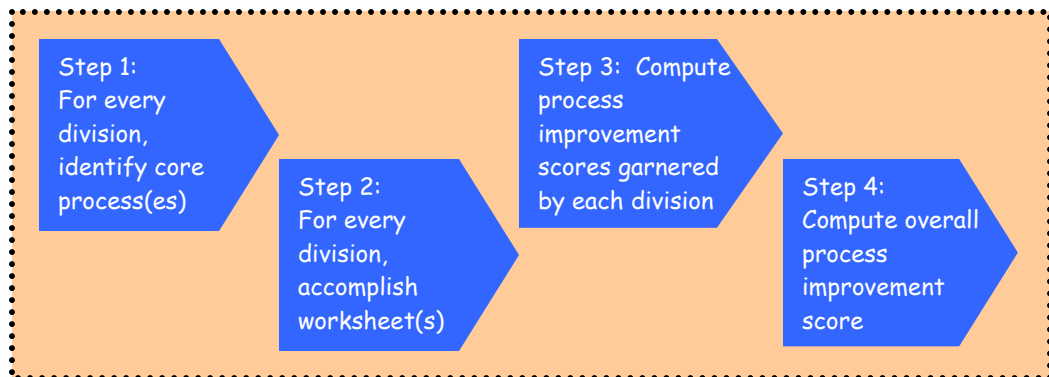 Step 1:
For every
division,
identify core
process(es)
Step 2:
For every
division,
accomplish
worksheet(s)
Step 3:  Compute
process
improvement
scores garnered
by each division
Step 4:
Compute overall
process
improvement
score